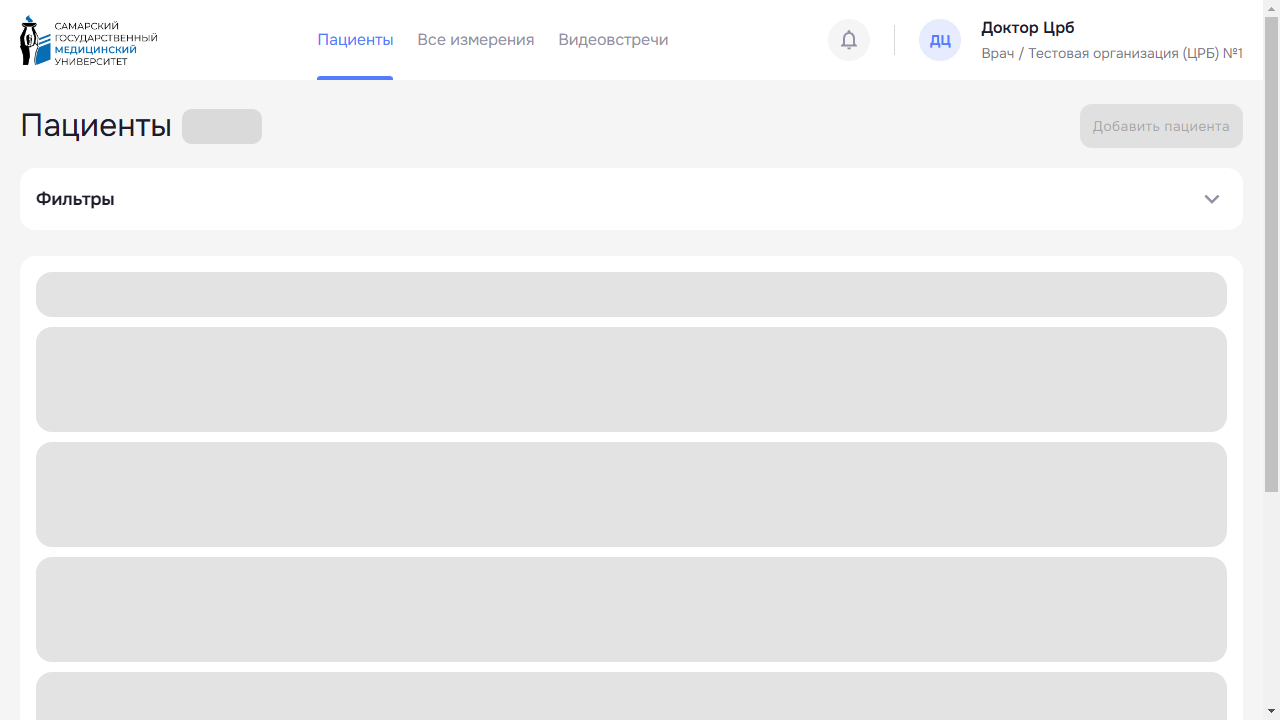 САМАРСКИЙ
ГОСУДАРСТВЕННЫЙ
МЕДИЦИНСКИЙ
УНИВЕРСИТЕТ
Пациенты
Все измерения
Видеовстречи
ДЦ
Доктор Црб
Врач / Тестовая организация (ЦРБ) №1
Пациенты
Добавить пациента
Фильтры